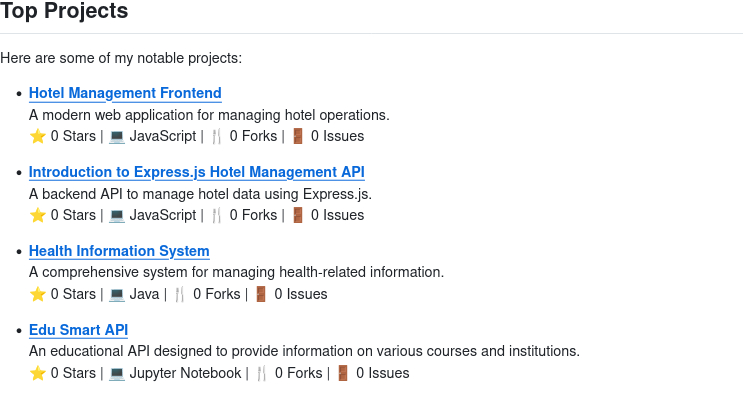 Top Projects
Here are some of my notable projects:
• Hotel Management Frontend
A modern web application for managing hotel operations.
⭐ 0 Stars | 💻 JavaScript | 🍴 0 Forks | 🚪 0 Issues
• Introduction to Express.js Hotel Management API
A backend API to manage hotel data using Express.js.
⭐ 0 Stars | 💻 JavaScript | 🍴 0 Forks | 🚪 0 Issues
• Health Information System
A comprehensive system for managing health-related information.
⭐ 0 Stars | 💻 Java | 🍴 0 Forks | 🚪 0 Issues
• Edu Smart API
An educational API designed to provide information on various courses and institutions.
⭐ 0 Stars | 💻 Jupyter Notebook | 🍴 0 Forks | 🚪 0 Issues